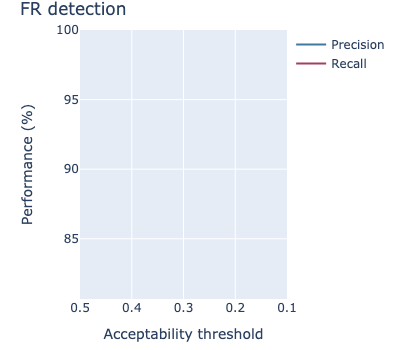 FR detection
Precision
Recall
Performance (%)
100
95
90
85
0.5 0.4 0.3 0.2 0.1
Acceptability threshold